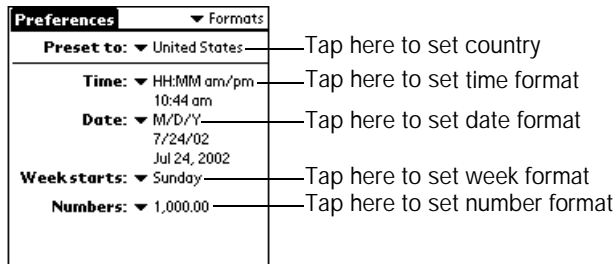 Preferences ▼ Formats
Preset to: ▼ United States Tap here to set country
Time: ▼ HH:MM am/pm Tap here to set time format
10:44 am
Date: ▼ M/D/Y Tap here to set date format
7/24/02
Jul 24, 2002
Week starts: ▼ Sunday Tap here to set week format
Numbers: ▼ 1,000.00 Tap here to set number format